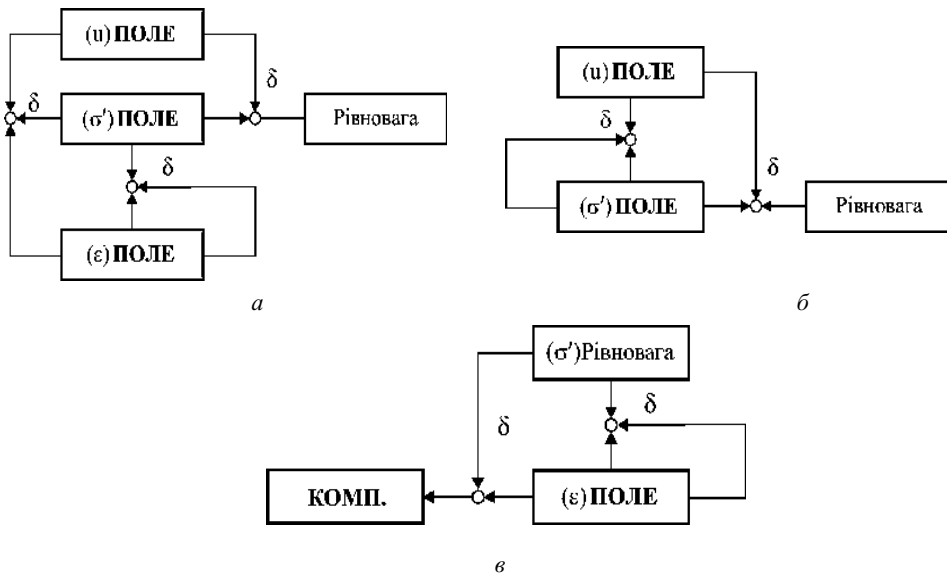 (u) ПОЛЕ
δ
δ
(σ′) ПОЛЕ
Рівновага
δ
(ε) ПОЛЕ
а
(u) ПОЛЕ
δ
δ
(σ′) ПОЛЕ
Рівновага
б
(σ′)Рівновага
δ
δ
КОМП.
(ε) ПОЛЕ
в